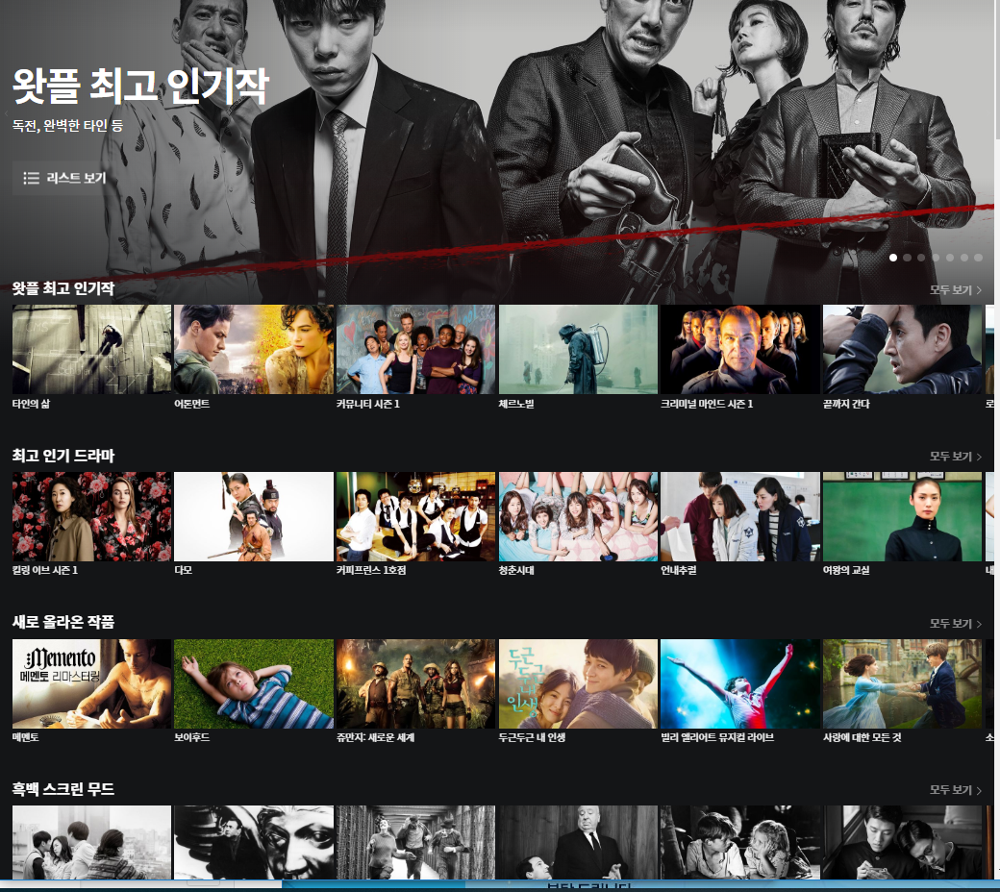 왓플 최고 인기작
독전, 완벽한 타인 등
리스트 보기
왓플 최고 인기작
모두 보기
타인의 삶
어톤먼트
커뮤니티 시즌 1
체르노빌
크리미널 마인드 시즌 1
끝까지 간다
로
최고 인기 드라마
모두 보기
킬링 이브 시즌 1
다모
커피프린스 1호점
청춘시대
언내추럴
여왕의 교실
내
새로 올라온 작품
모두 보기
Memento
메멘토 리마스터링
두근
두근
내
인생
메멘토
보이후드
쥬만지: 새로운 세계
두근두근 내 인생
빌리 엘리어트 뮤지컬 라이브
사랑에 대한 모든 것
소
흑백 스크린 무드
모두 보기